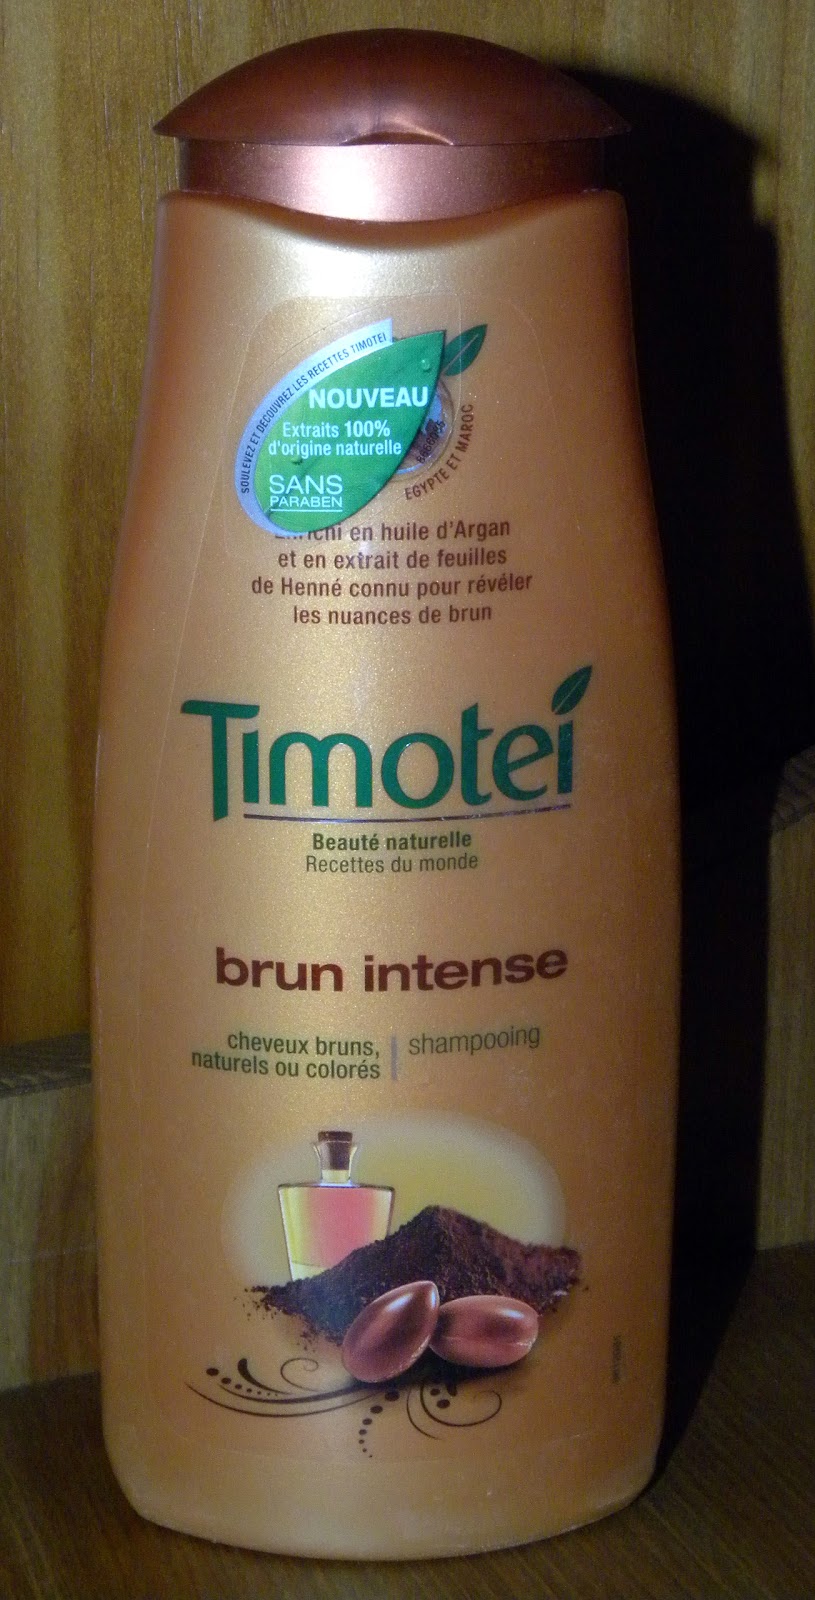 SOULEVEZ ET DECOUVREZ LES RECETTES TIMOTEI
NOUVEAU
Extraits 100%
d'origine naturelle
SANS
PARABEN
EGYPTE ET MAROC
Enrichi en huile d'Argan
et en extrait de feuilles
de Henné connu pour révéler
les nuances de brun
Timotei
Beauté naturelle
Recettes du monde
brun intense
cheveux bruns,
naturels ou colorés
shampooing